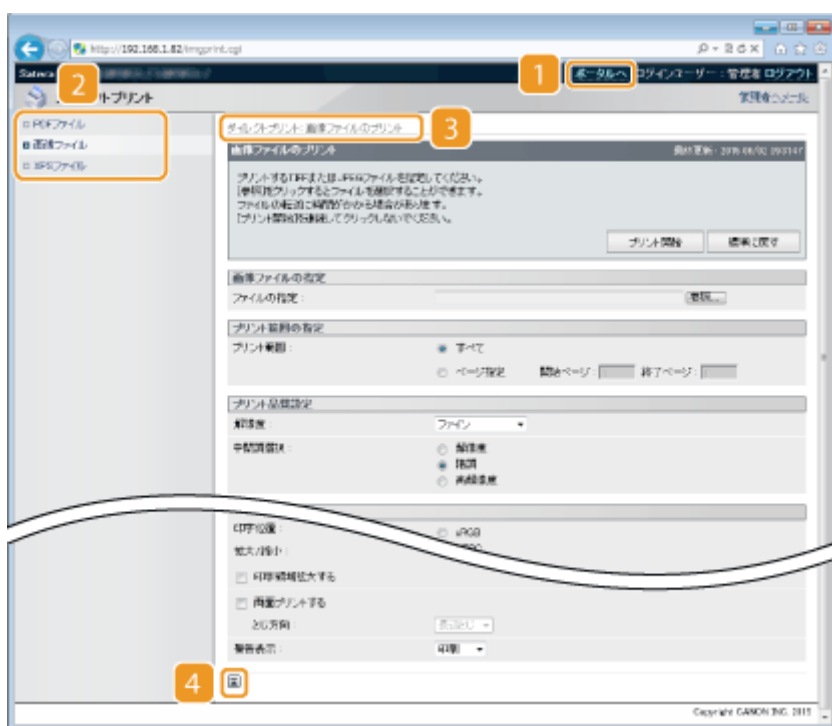 http://192.168.1.82/imgprint.cgi
Satera
1
ポータルへ ログインユーザー : 管理者 ログアウト
2
トプリント
管理者へメール
PDFファイル
画像ファイル
XPSファイル
ダイレクトプリント : 画像ファイルのプリント
3
画像ファイルのプリント
最終更新 :
プリントするTIFFまたはJPEGファイルを指定してください。
[参照]をクリックするとファイルを選択することができます。
ファイルの転送に時間がかかる場合があります。
[プリント開始]を連続してクリックしないでください。
プリント開始
標準に戻す
画像ファイルの指定
ファイルの指定 :
参照...
プリント範囲の指定
プリント範囲 :
すべて
ページ指定 開始ページ : 終了ページ :
プリント品質設定
解像度 :
ファイン
中間調選択 :
解像度
階調
高解像度
印字位置 :
sRGB
拡大/縮小 :
印刷領域拡大する
両面プリントする
とじ方向 :
長辺とじ
警告表示 :
印刷
4
Copyright CANON INC. 2015